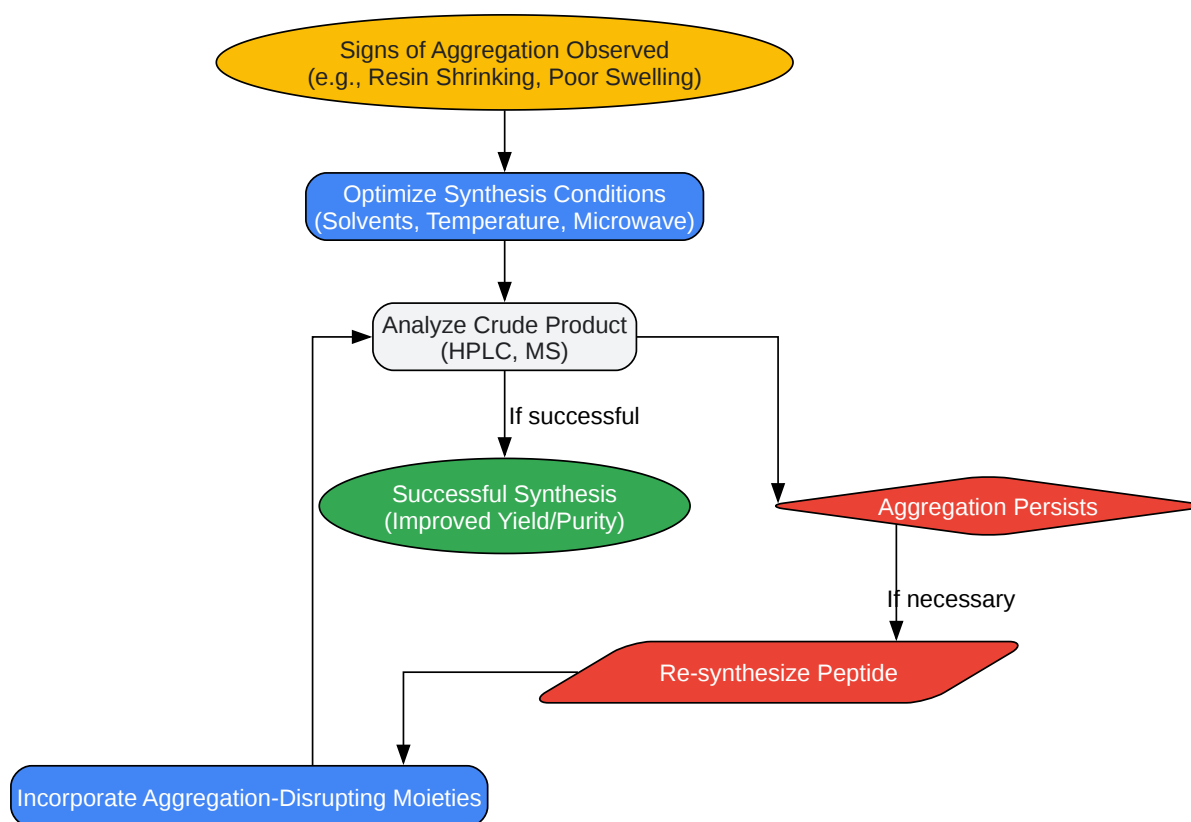 Signs of Aggregation Observed
(e.g., Resin Shrinking, Poor Swelling)
Optimize Synthesis Conditions
(Solvents, Temperature, Microwave)
Analyze Crude Product
(HPLC, MS)
If successful
Successful Synthesis
(Improved Yield/Purity)
Aggregation Persists
If necessary
Re-synthesize Peptide
Incorporate Aggregation-Disrupting Moieties